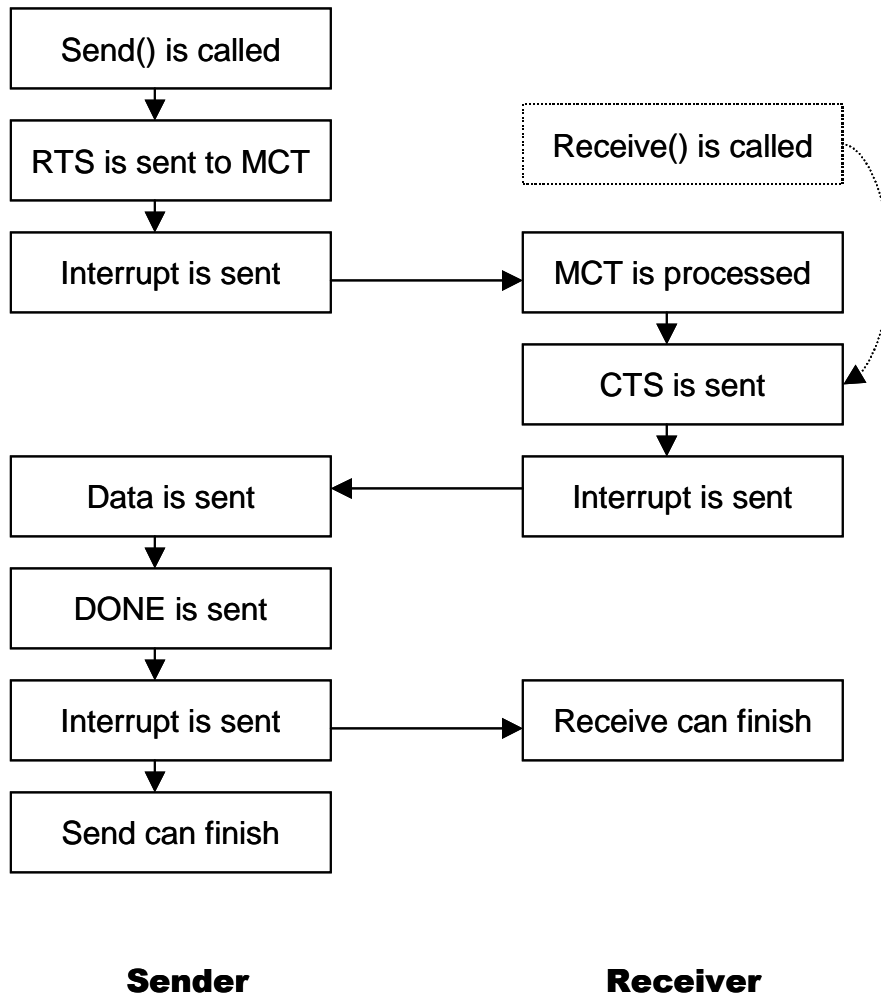 Send() is called
RTS is sent to MCT
Receive() is called
Interrupt is sent
MCT is processed
CTS is sent
Data is sent
Interrupt is sent
DONE is sent
Interrupt is sent
Receive can finish
Send can finish
Sender
Receiver